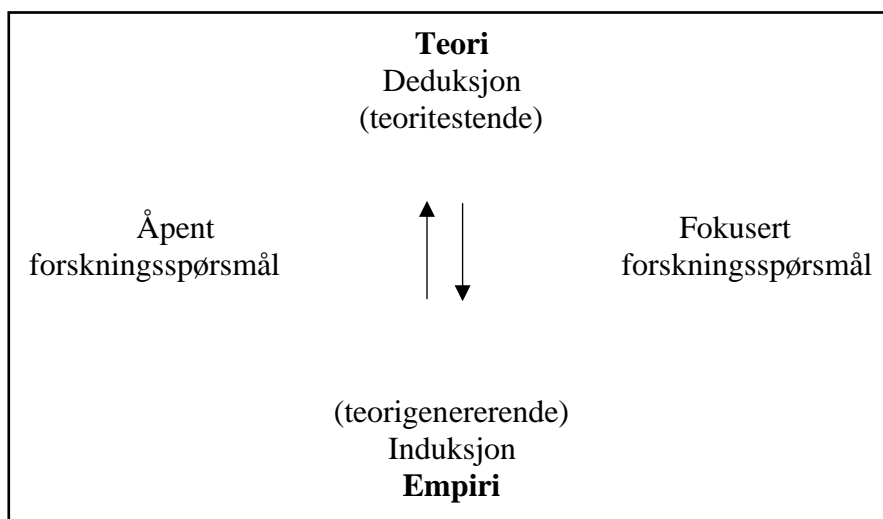 Teori
Deduksjon
(teoritestende)
Åpent
forskningsspørsmål
Fokusert
forskningsspørsmål
(teorigenererende)
Induksjon
Empiri